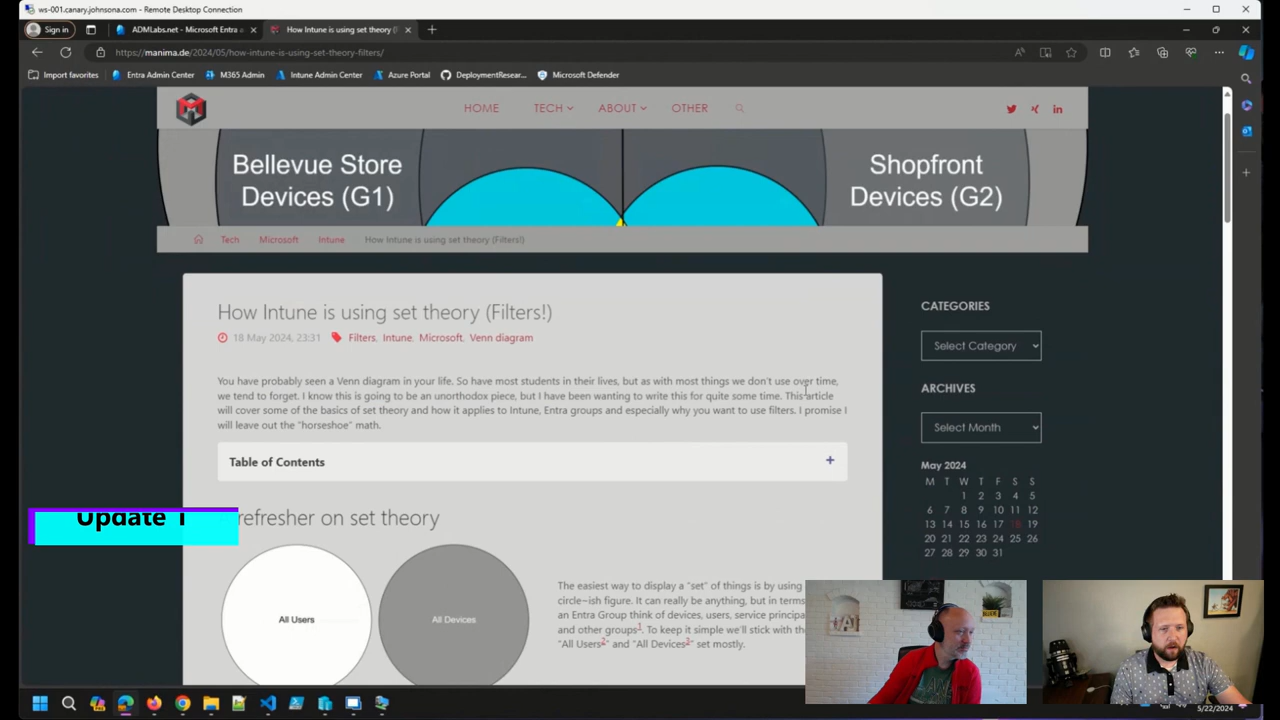 ws-001.canary.johnsona.com - Remote Desktop Connection
Sign in
ADMLabs.net - Microsoft Entra
How Intune is using set theory (
https://manima.de/2024/05/how-intune-is-using-set-theory-filters/
Import favorites
Entra Admin Center
M365 Admin
Intune Admin Center
Azure Portal
DeploymentResear...
Microsoft Defender
HOME
TECH
ABOUT
OTHER
Bellevue Store
Devices (G1)
Shopfront
Devices (G2)
Tech
Microsoft
Intune
How Intune is using set theory (Filters!)
How Intune is using set theory (Filters!)
18 May 2024, 23:31
Filters, Intune, Microsoft, Venn diagram
You have probably seen a Venn diagram in your life. So have most students in their lives, but as with most things we don't use over time,
we tend to forget. I know this is going to be an unorthodox piece, but I have been wanting to write this for quite some time. This article
will cover some of the basics of set theory and how it applies to Intune, Entra groups and especially why you want to use filters. I promise I
will leave out the "horseshoe" math.
Table of Contents
+
refresher on set theory
Update 1
All Users
All Devices
The easiest way to display a "set" of things is by using
circle-ish figure. It can really be anything, but in terms
an Entra Group think of devices, users, service principa
and other groups1. To keep it simple we'll stick with the
"All Users2" and "All Devices3" set mostly.
CATEGORIES
Select Category
ARCHIVES
Select Month
May 2024
M T W T F S S
1 2 3 4 5
6 7 8 9 10 11 12
13 14 15 16 17 18 19
20 21 22 23 24 25 26
27 28 29 30 31
5/22/2024